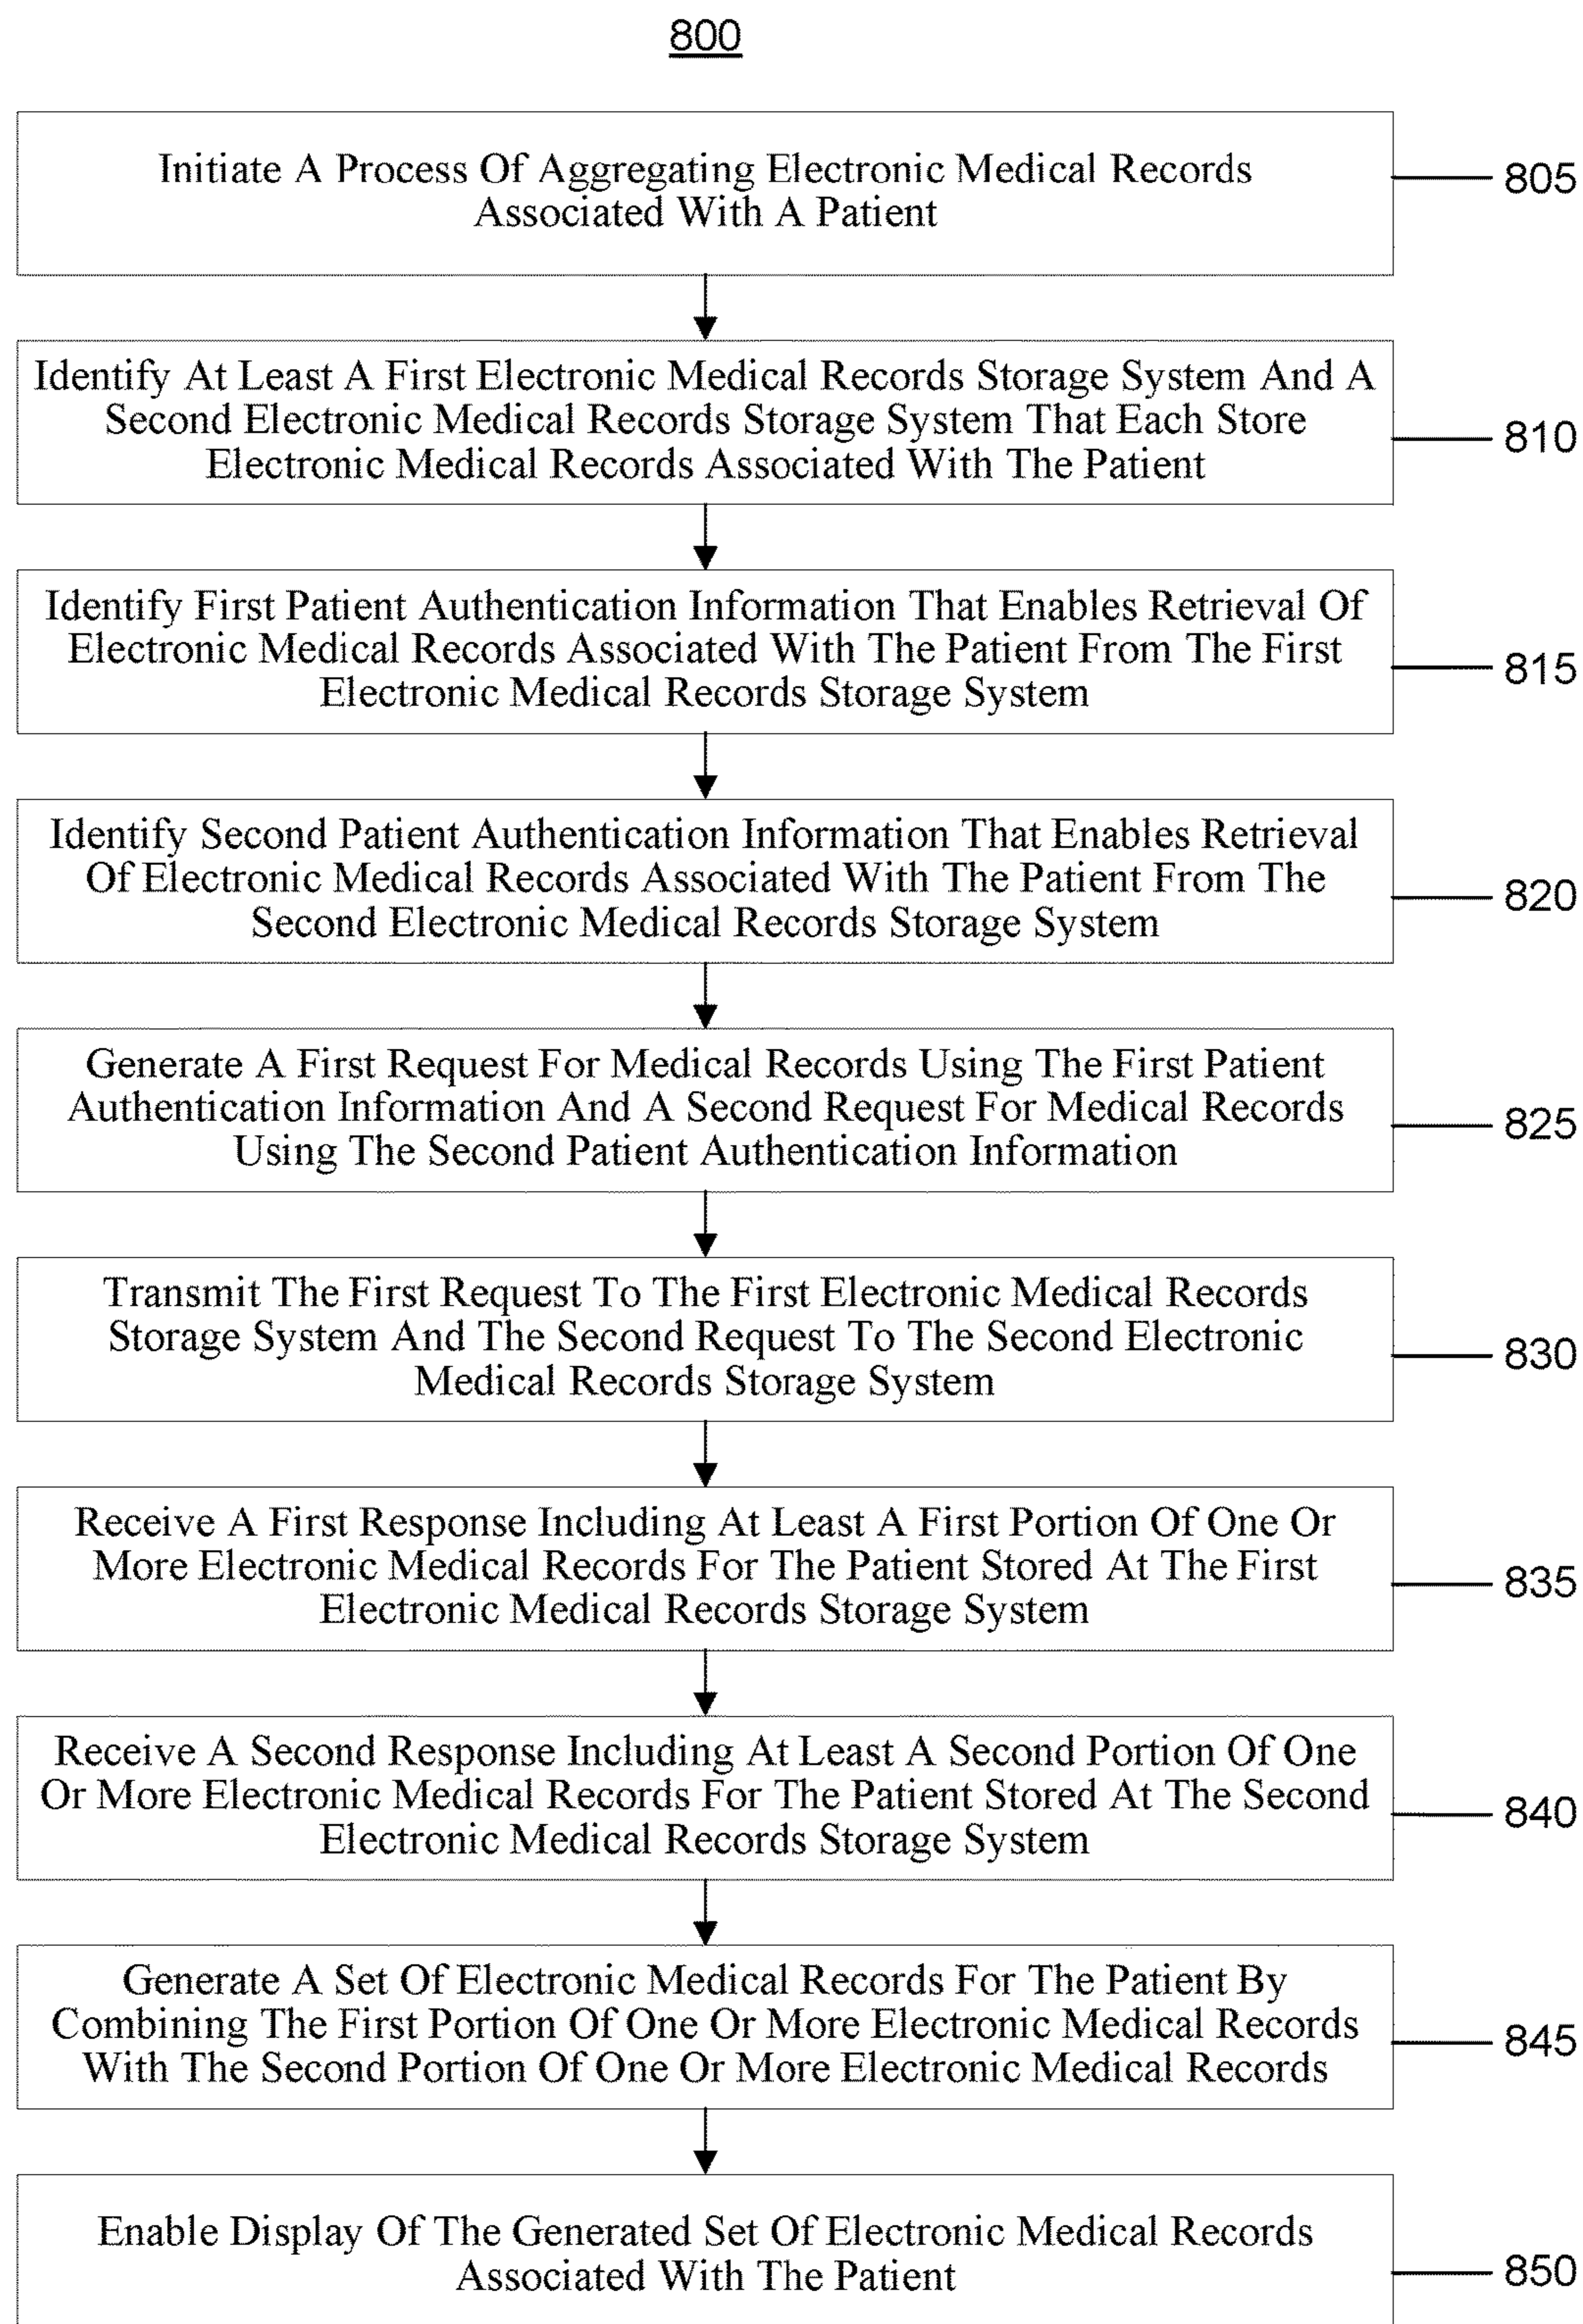 800
Initiate A Process Of Aggregating Electronic Medical Records
Associated With A Patient
805
Identify At Least A First Electronic Medical Records Storage System And A
Second Electronic Medical Records Storage System That Each Store
Electronic Medical Records Associated With The Patient
810
Identify First Patient Authentication Information That Enables Retrieval Of
Electronic Medical Records Associated With The Patient From The First
Electronic Medical Records Storage System
815
Identify Second Patient Authentication Information That Enables Retrieval
Of Electronic Medical Records Associated With The Patient From The
Second Electronic Medical Records Storage System
820
Generate A First Request For Medical Records Using The First Patient
Authentication Information And A Second Request For Medical Records
Using The Second Patient Authentication Information
825
Transmit The First Request To The First Electronic Medical Records
Storage System And The Second Request To The Second Electronic
Medical Records Storage System
830
Receive A First Response Including At Least A First Portion Of One Or
More Electronic Medical Records For The Patient Stored At The First
Electronic Medical Records Storage System
835
Receive A Second Response Including At Least A Second Portion Of One
Or More Electronic Medical Records For The Patient Stored At The Second
Electronic Medical Records Storage System
840
Generate A Set Of Electronic Medical Records For The Patient By
Combining The First Portion Of One Or More Electronic Medical Records
With The Second Portion Of One Or More Electronic Medical Records
845
Enable Display Of The Generated Set Of Electronic Medical Records
Associated With The Patient
850